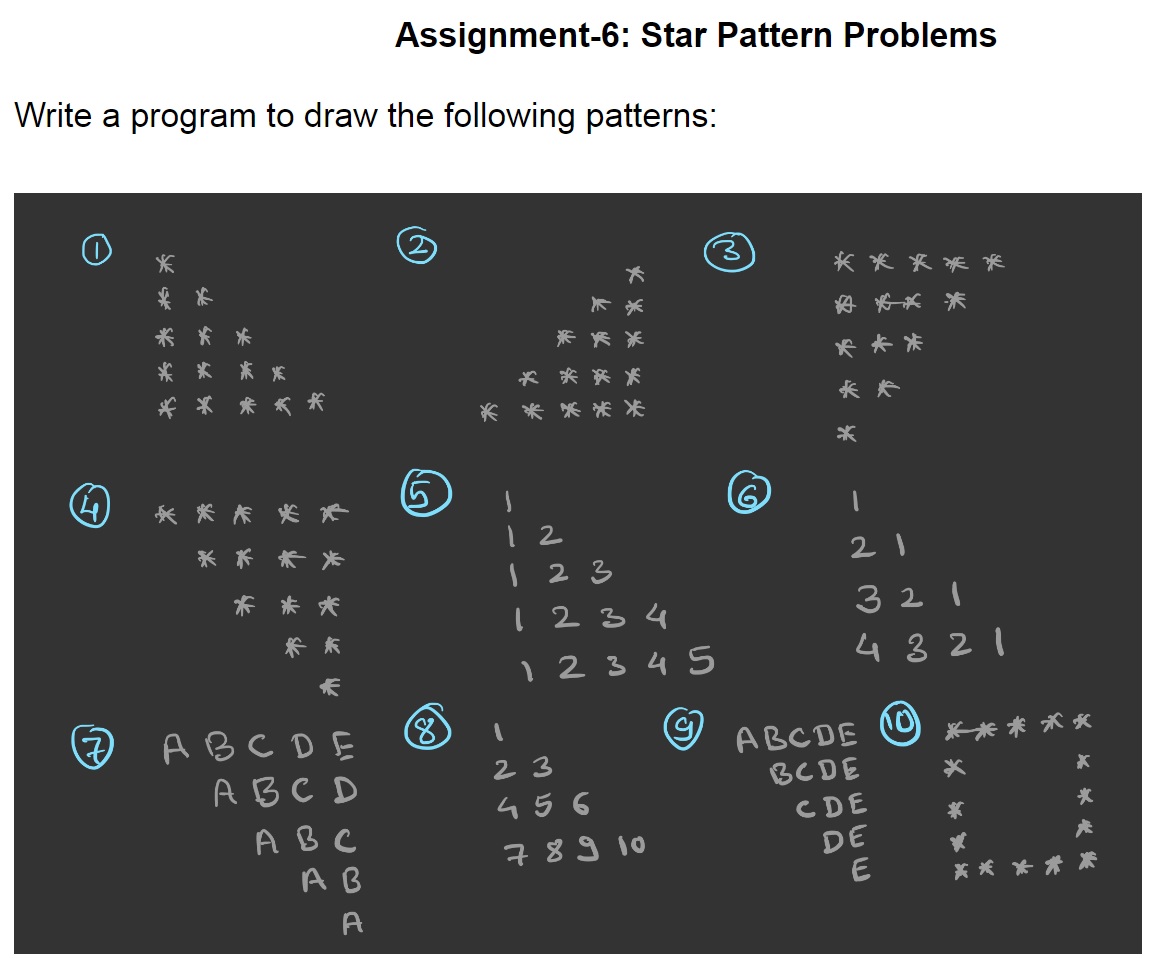 Assignment-6: Star Pattern Problems
Write a program to draw the following patterns:
1
*
* *
* * *
* * * *
* * * * *
2
*
* *
* * *
* * * *
* * * * *
3
* * * * *
* * * *
* * *
* *
*
4
* * * * *
* * * *
* * *
* *
*
5
1
1 2
1 2 3
1 2 3 4
1 2 3 4 5
6
1
2 1
3 2 1
4 3 2 1
7
A B C D E
A B C D
A B C
A B
A
8
1
2 3
4 5 6
7 8 9 10
9
ABCDE
BCDE
CDE
DE
E
10
* * * * *
* *
* *
* *
* * * * *